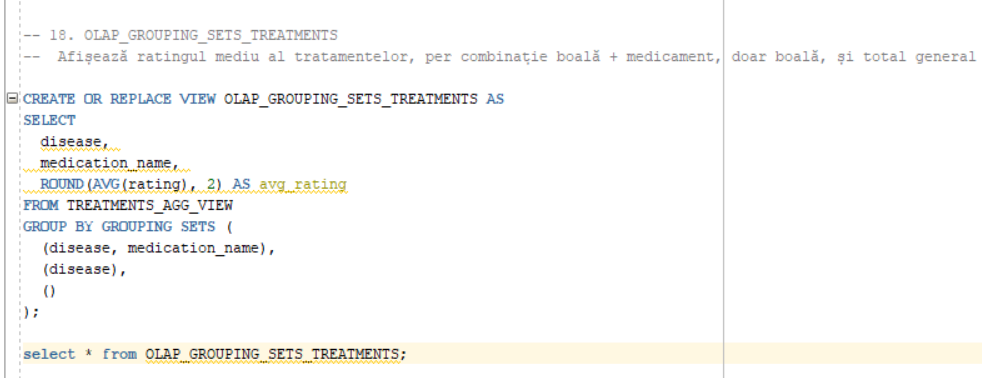 -- 18. OLAP_GROUPING_SETS_TREATMENTS
--  Afișează ratingul mediu al tratamentelor, per combinație boală + medicament, doar boală, și total general
CREATE OR REPLACE VIEW OLAP_GROUPING_SETS_TREATMENTS AS
SELECT
  disease,
  medication_name,
  ROUND(AVG(rating), 2) AS avg_rating
FROM TREATMENTS_AGG_VIEW
GROUP BY GROUPING SETS (
  (disease, medication_name),
  (disease),
  ()
);
select * from OLAP_GROUPING_SETS_TREATMENTS;